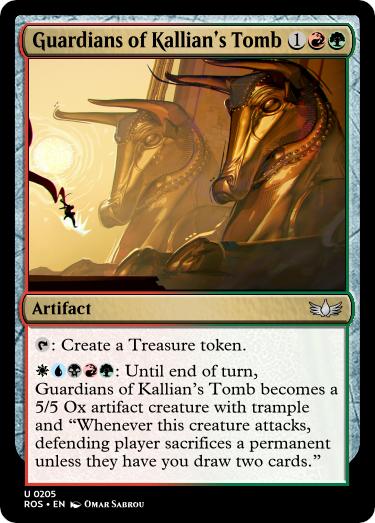 Guardians of Kallian's Tomb 1
Artifact
: Create a Treasure token.
: Until end of turn,
Guardians of Kallian's Tomb becomes a
5/5 Ox artifact creature with trample
and “Whenever this creature attacks,
defending player sacrifices a permanent
unless they have you draw two cards.”
U 0205
ROS • EN Omar Sabrou